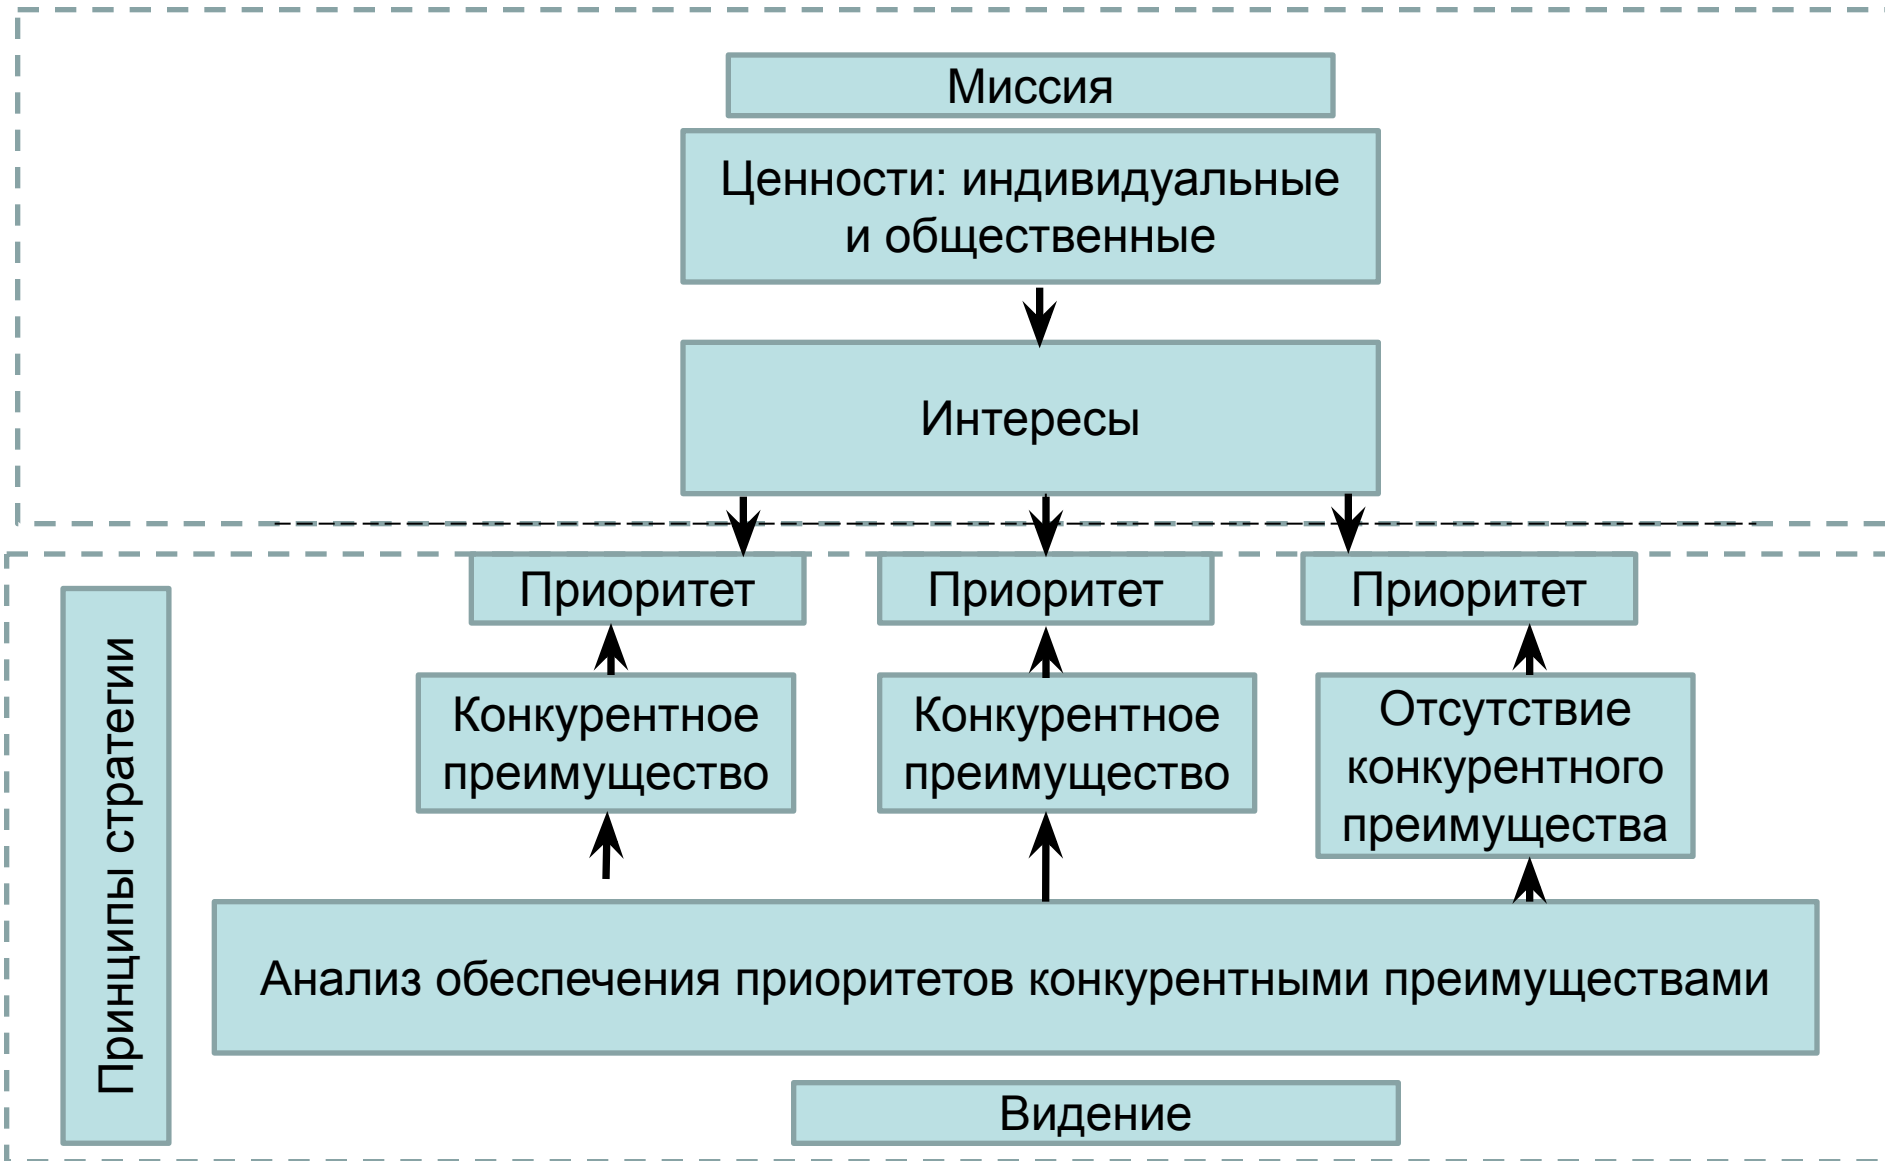 Миссия
Ценности: индивидуальные
и общественные
Интересы
Приоритет
Приоритет
Приоритет
Принципы стратегии
Конкурентное
преимущество
Конкурентное
преимущество
Отсутствие
конкурентного
преимущества
Анализ обеспечения приоритетов конкурентными преимуществами
Видение